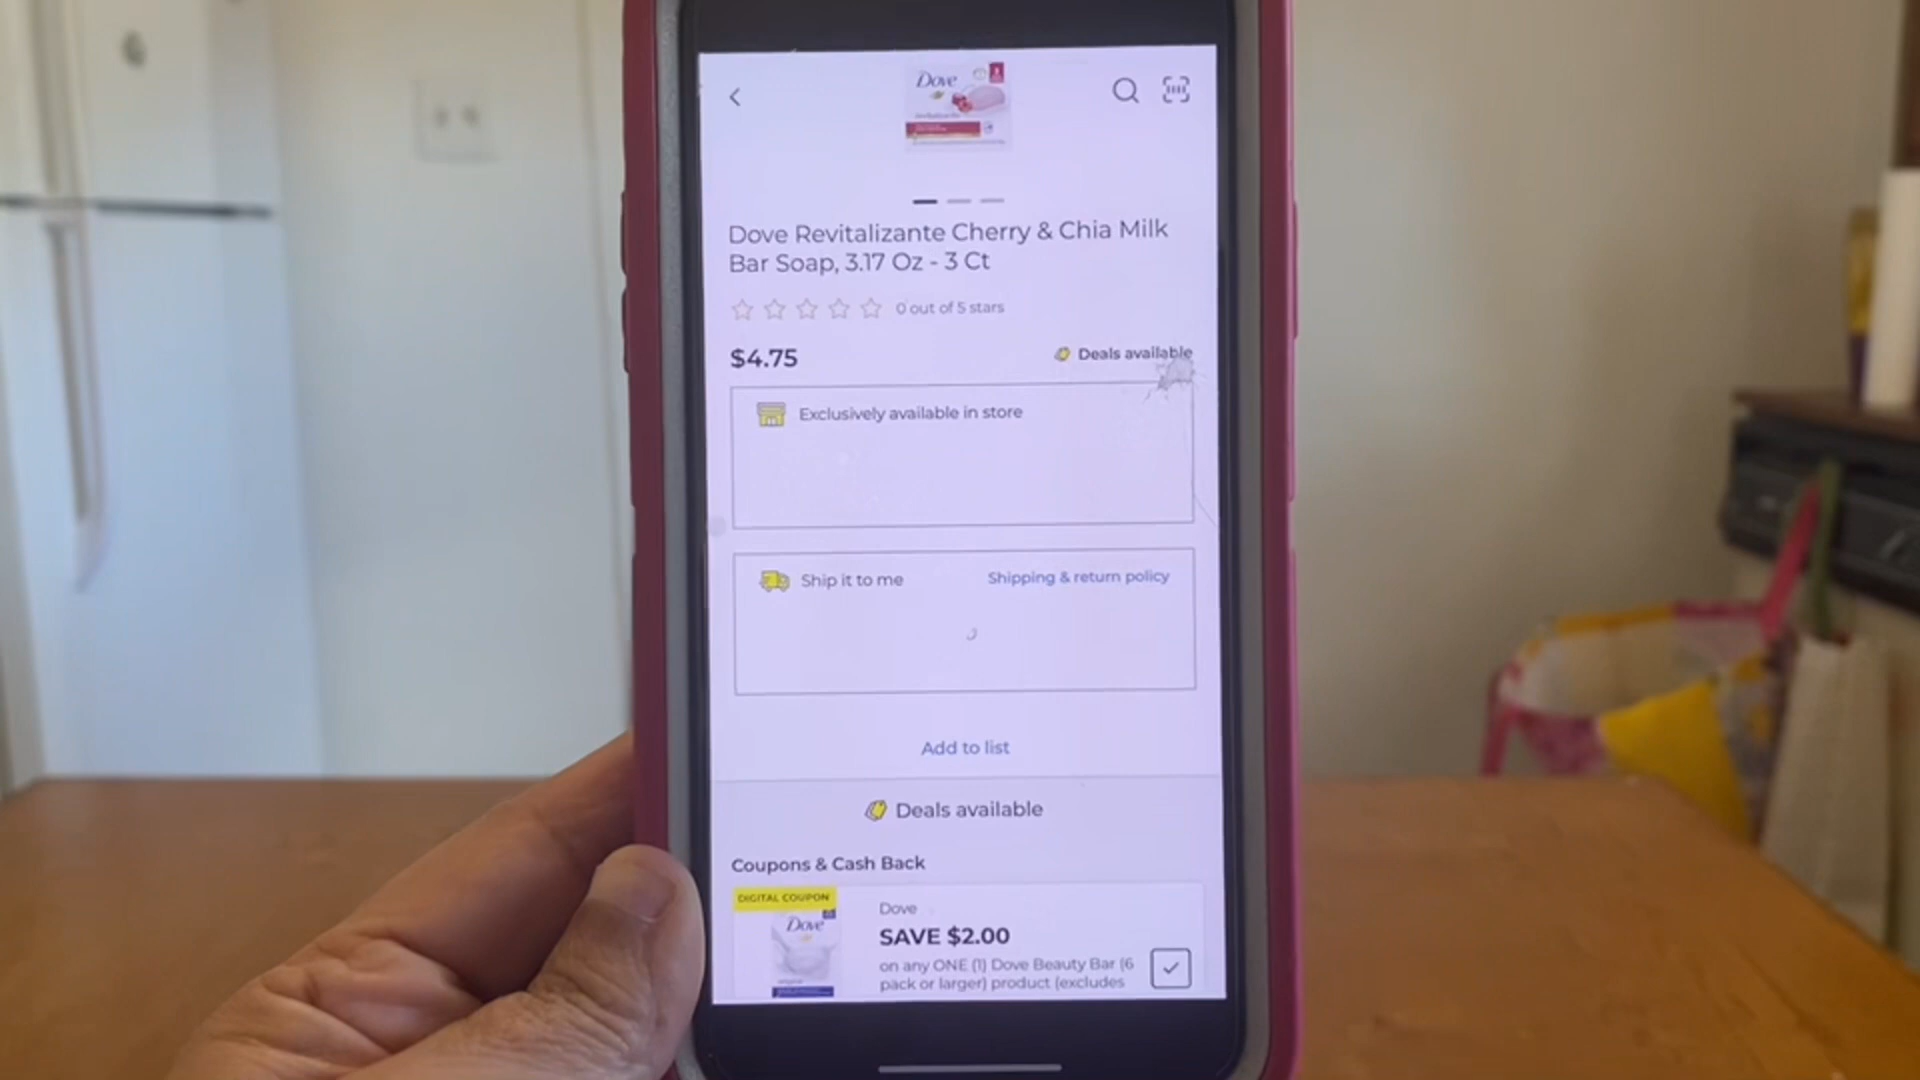 Dove
Dove Revitalizante Cherry & Chia Milk
Bar Soap, 3.17 Oz - 3 Ct
0 out of 5 stars
$4.75
Deals available
Exclusively available in store
Ship it to me
Shipping & return policy
Add to list
Deals available
Coupons & Cash Back
DIGITAL COUPON
Dove
Dove
SAVE $2.00
on any ONE (1) Dove Beauty Bar (6
pack or larger) product (excludes